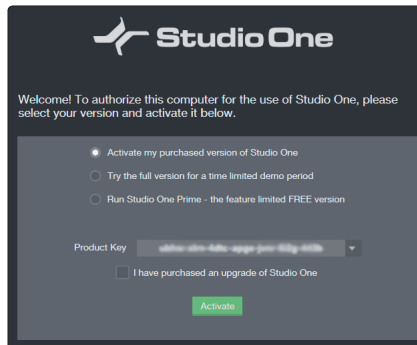 Studio One
Welcome! To authorize this computer for the use of Studio One, please
select your version and activate it below.
Activate my purchased version of Studio One
Try the full version for a time limited demo period
Run Studio One Prime - the feature limited FREE version
Product Key
I have purchased an upgrade of Studio One
Activate